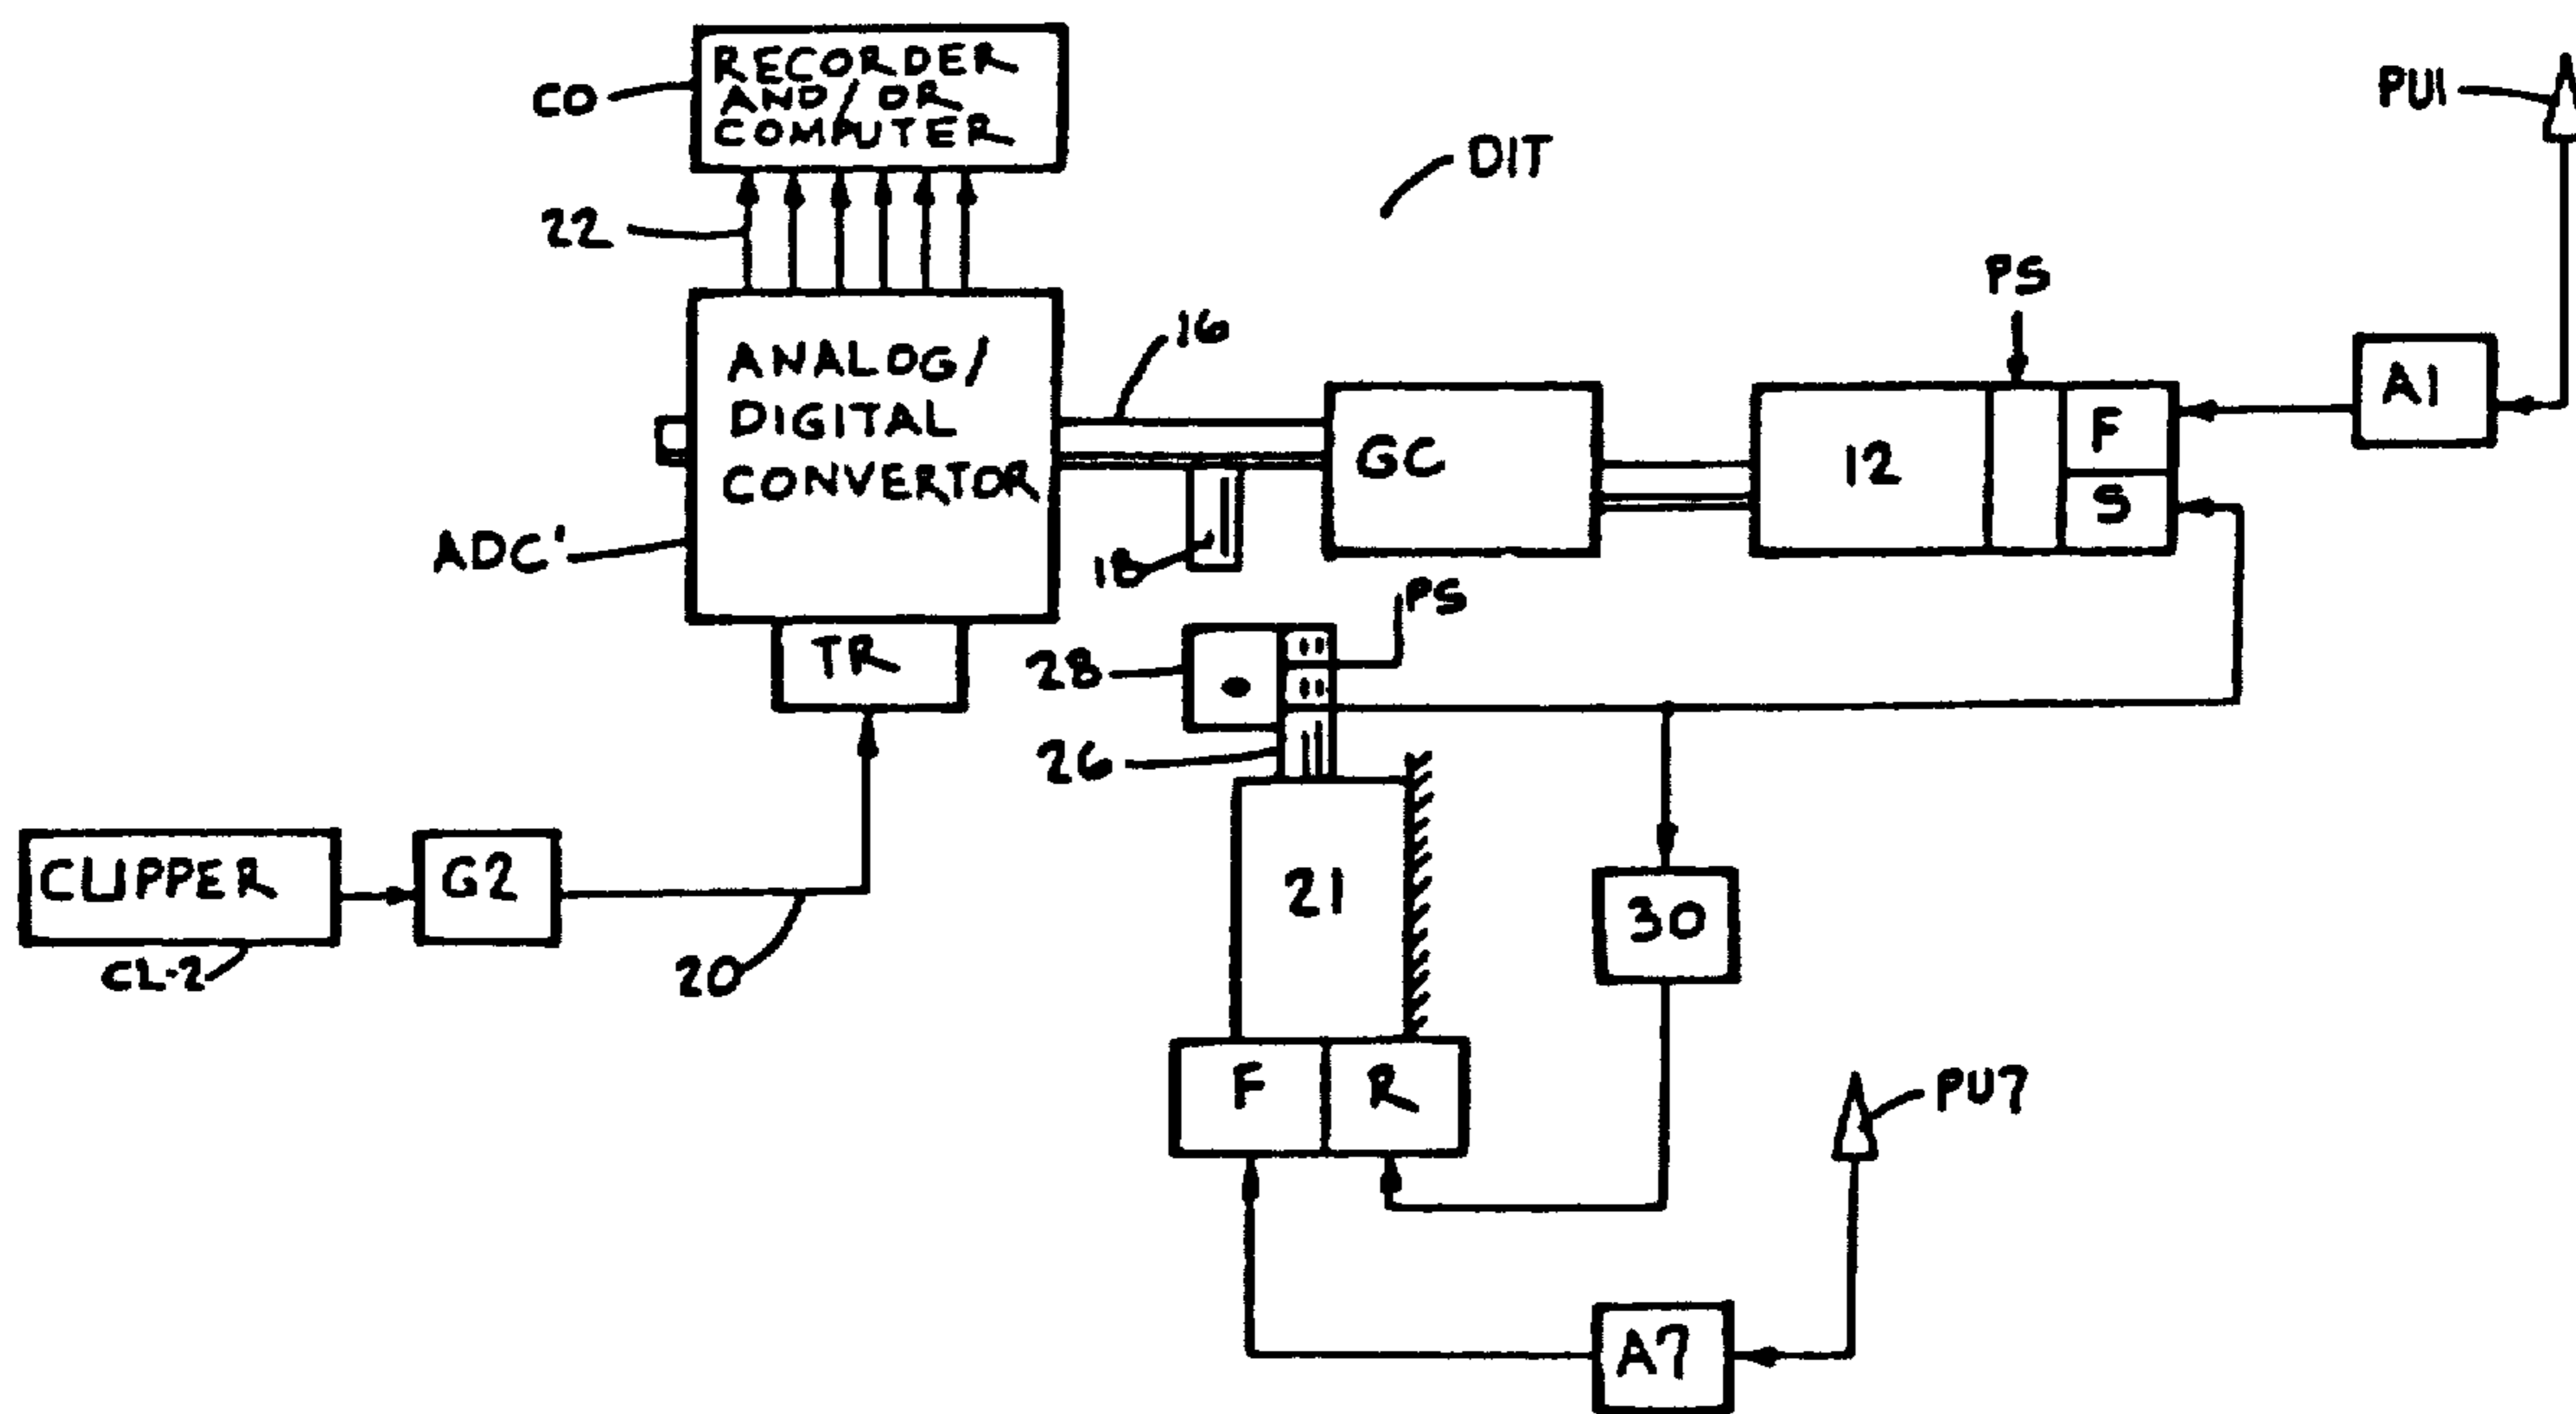 RECORDER
AND/OR
COMPUTER
CO
PU1
DIT
22
PS
16
ANALOG/
DIGITAL
CONVERTOR
A1
GC
12
F
S
ADC'
18
PS
TR
28
26
CLIPPER
G2
21
30
CL-2
20
F
R
PU7
A7